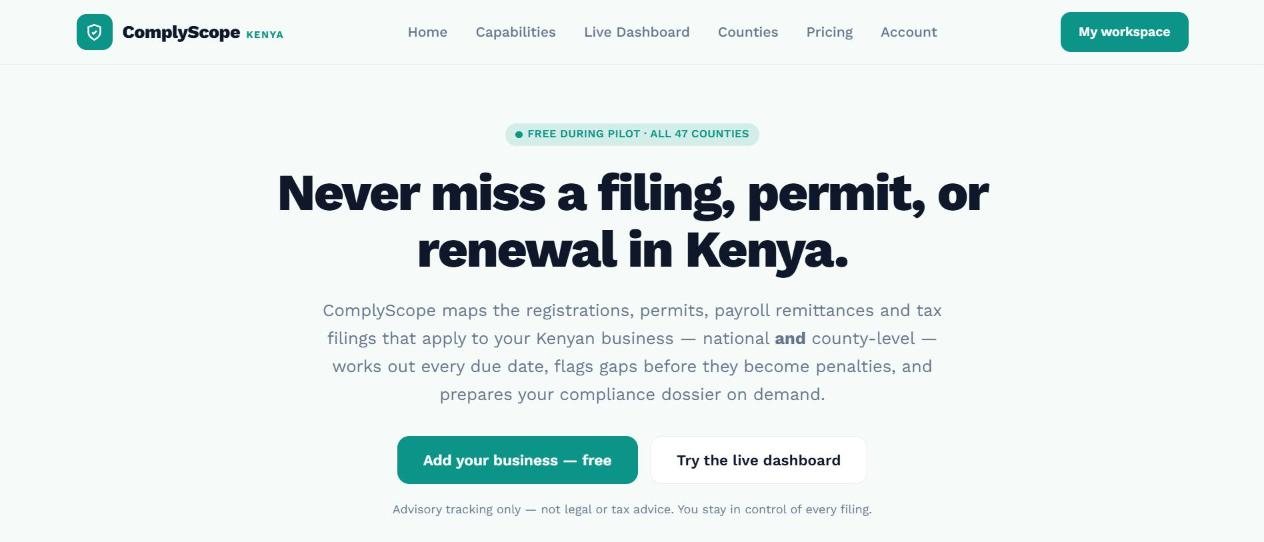 ComplyScope KENYA
Home
Capabilities
Live Dashboard
Counties
Pricing
Account
My workspace
FREE DURING PILOT · ALL 47 COUNTIES
Never miss a filing, permit, or
renewal in Kenya.
ComplyScope maps the registrations, permits, payroll remittances and tax
filings that apply to your Kenyan business — national and county-level —
works out every due date, flags gaps before they become penalties, and
prepares your compliance dossier on demand.
Add your business — free
Try the live dashboard
Advisory tracking only — not legal or tax advice. You stay in control of every filing.